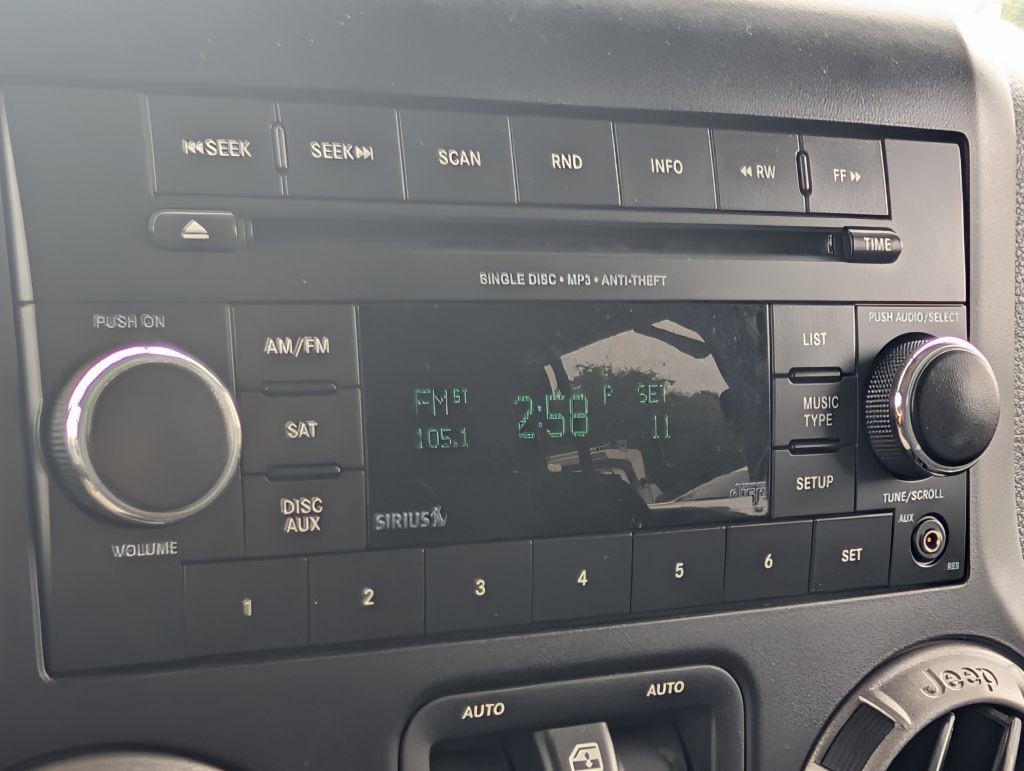 ⏮SEEK SEEK⏭ SCAN RND INFO ◀◀ RW FF ▶▶
TIME
SINGLE DISC • MP3 • ANTI-THEFT
PUSH ON
AM/FM
SAT
DISC
AUX
VOLUME
FM ST
105.1
2:58 P
SET
11
SIRIUS
LIST
MUSIC
TYPE
SETUP
PUSH AUDIO/SELECT
TUNE/SCROLL
AUX
RES
1 2 3 4 5 6 SET
AUTO AUTO
Jeep